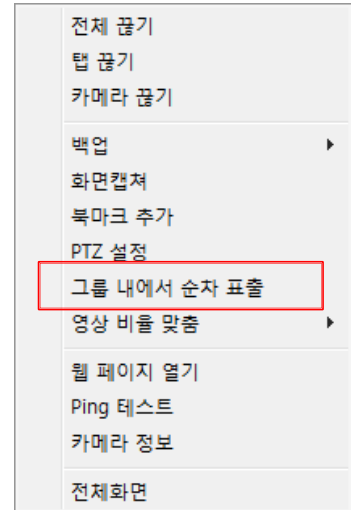 전체 끊기
탭 끊기
카메라 끊기
백업
화면캡쳐
북마크 추가
PTZ 설정
그룹 내에서 순차 표출
영상 비율 맞춤
웹 페이지 열기
Ping 테스트
카메라 정보
전체화면